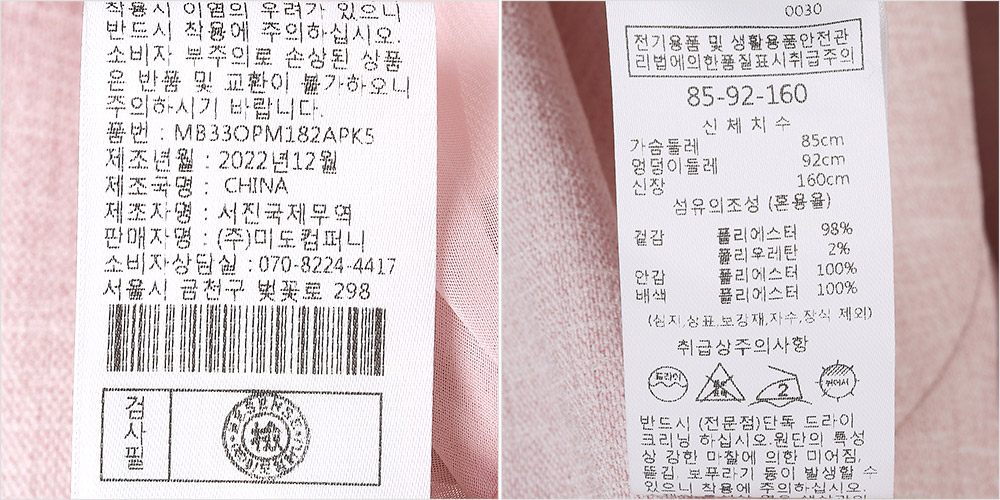 착용시 이염의 우려가 있으니
반드시 착용에 주의하십시오.
소비자 부주의로 손상된 상품
은 반품 및 교환이 불가하오니
주의하시기 바랍니다.
품번 : MB33OPM182APK5
제조년월 : 2022년12월
제조국명 : CHINA
제조자명 : 서진국제무역
판매자명 : (주)미도컴퍼니
소비자상담실 : 070-8224-4417
서울시 금천구 벚꽃로 298
검사필
0030
전기용품 및 생활용품안전관
리법에의한품질표시취급주의
85-92-160
신 체 치 수
가슴둘레 85cm
엉덩이둘레 92cm
신장 160cm
섬유의조성 (혼용율)
겉감 폴리에스터 98%
폴리우레탄 2%
안감 폴리에스터 100%
배색 폴리에스터 100%
(심지,상표,보강재,자수,장식 제외)
취급상주의사항
드라이
2
뉘어서
반드시 (전문점)단독 드라이
크리닝 하십시오.원단의 특성
상 강한 마찰에 의한 미어짐,
뜯김 보푸라기 등이 발생할 수
있으니 착용에 주의하십시오.